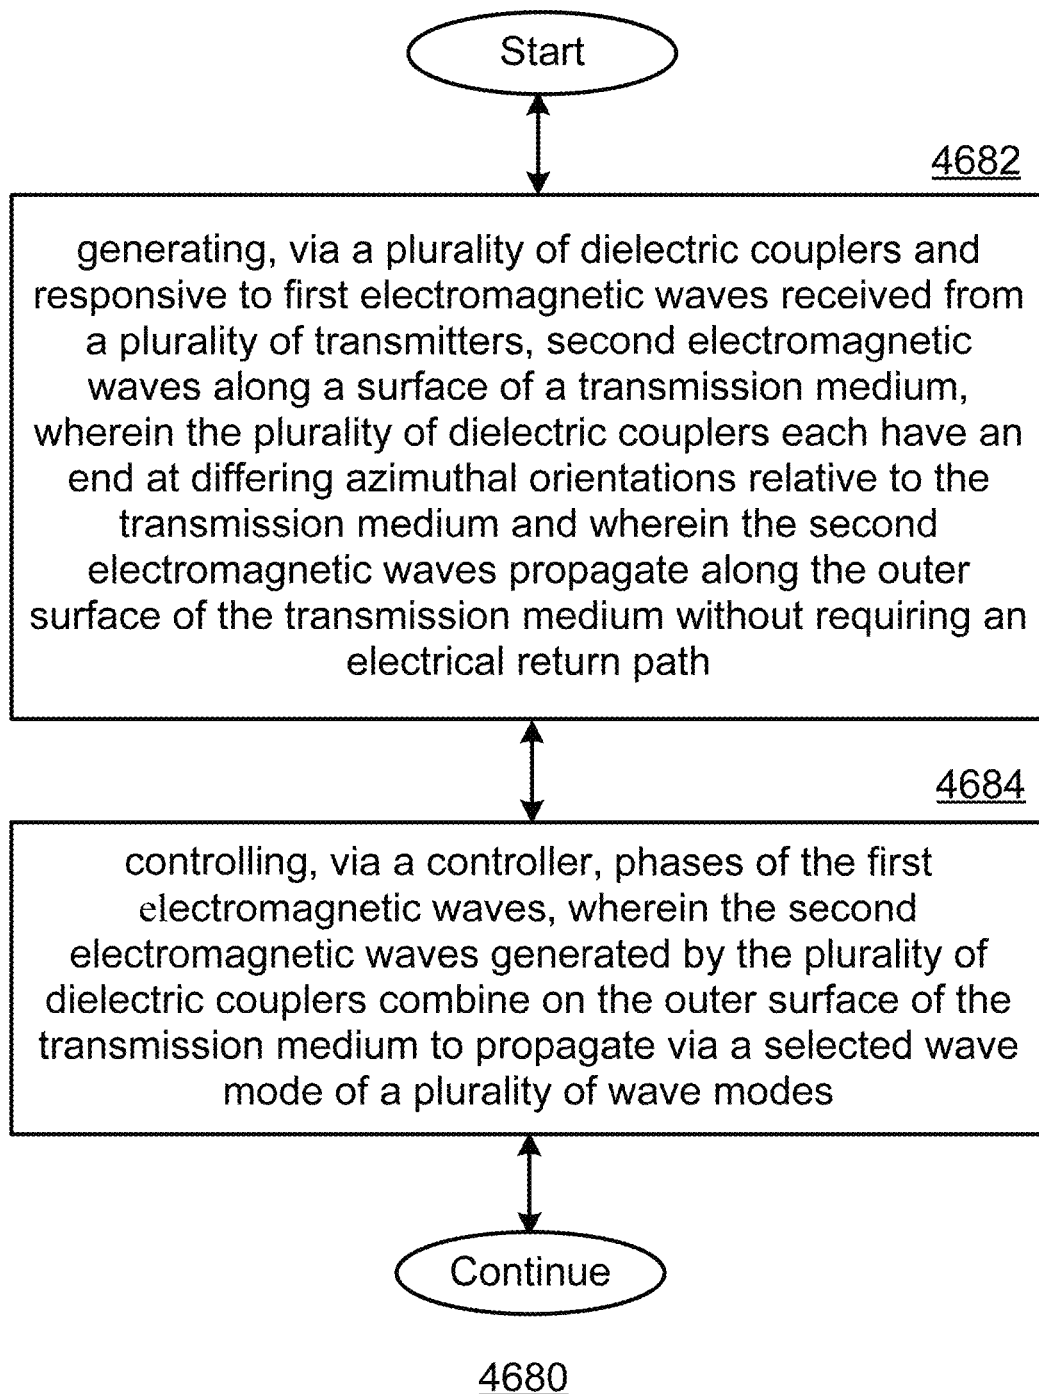 Start
4682
generating, via a plurality of dielectric couplers and
responsive to first electromagnetic waves received from
a plurality of transmitters, second electromagnetic
waves along a surface of a transmission medium,
wherein the plurality of dielectric couplers each have an
end at differing azimuthal orientations relative to the
transmission medium and wherein the second
electromagnetic waves propagate along the outer
surface of the transmission medium without requiring an
electrical return path
4684
controlling, via a controller, phases of the first
electromagnetic waves, wherein the second
electromagnetic waves generated by the plurality of
dielectric couplers combine on the outer surface of the
transmission medium to propagate via a selected wave
mode of a plurality of wave modes
Continue
4680